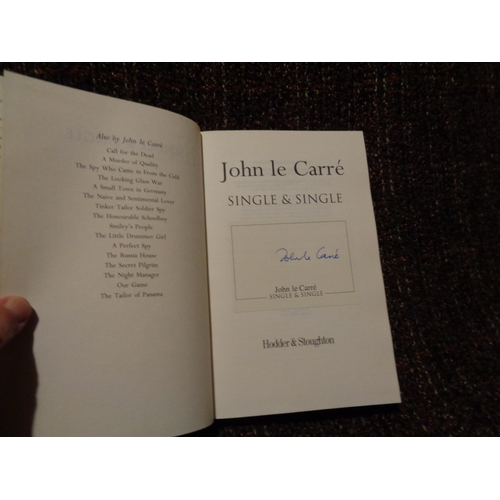 Also by John le Carré
Call for the Dead
A Murder of Quality
The Spy Who Came in From the Cold
The Looking Glass War
A Small Town in Germany
The Naive and Sentimental Lover
Tinker Tailor Soldier Spy
The Honourable Schoolboy
Smiley's People
The Little Drummer Girl
A Perfect Spy
The Russia House
The Secret Pilgrim
The Night Manager
Our Game
The Tailor of Panama
John le Carré
SINGLE & SINGLE
John le Carré
John le Carré
SINGLE & SINGLE
Hodder & Stoughton